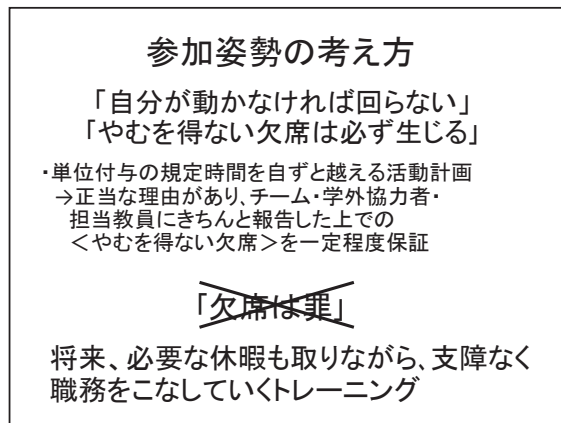 参加姿勢の考え方
「自分が動かなければ回らない」
「やむを得ない欠席は必ず生じる」
・単位付与の規定時間を自ずと越える活動計画
→正当な理由があり、チーム・学外協力者・
担当教員にきちんと報告した上での
＜やむを得ない欠席＞を一定程度保証
「欠席は罪」
将来、必要な休暇も取りながら、支障なく
職務をこなしていくトレーニング